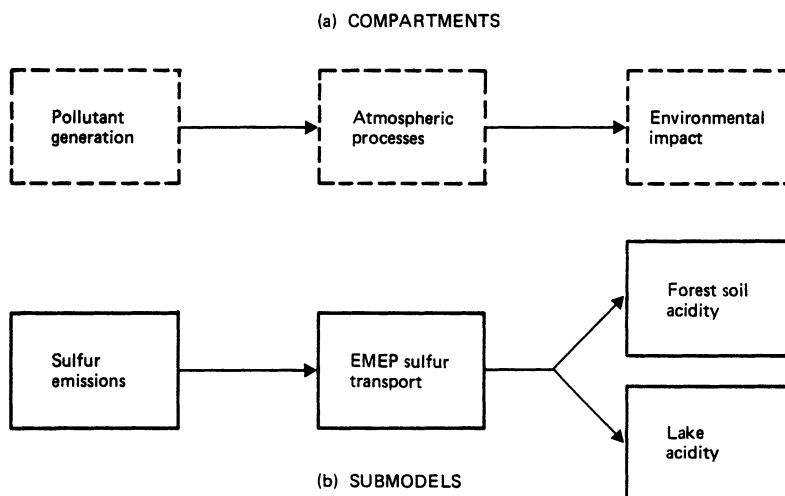 (a) COMPARTMENTS
Pollutant
generation
Atmospheric
processes
Environmental
impact
Sulfur
emissions
EMEP sulfur
transport
Forest soil
acidity
Lake
acidity
(b) SUBMODELS